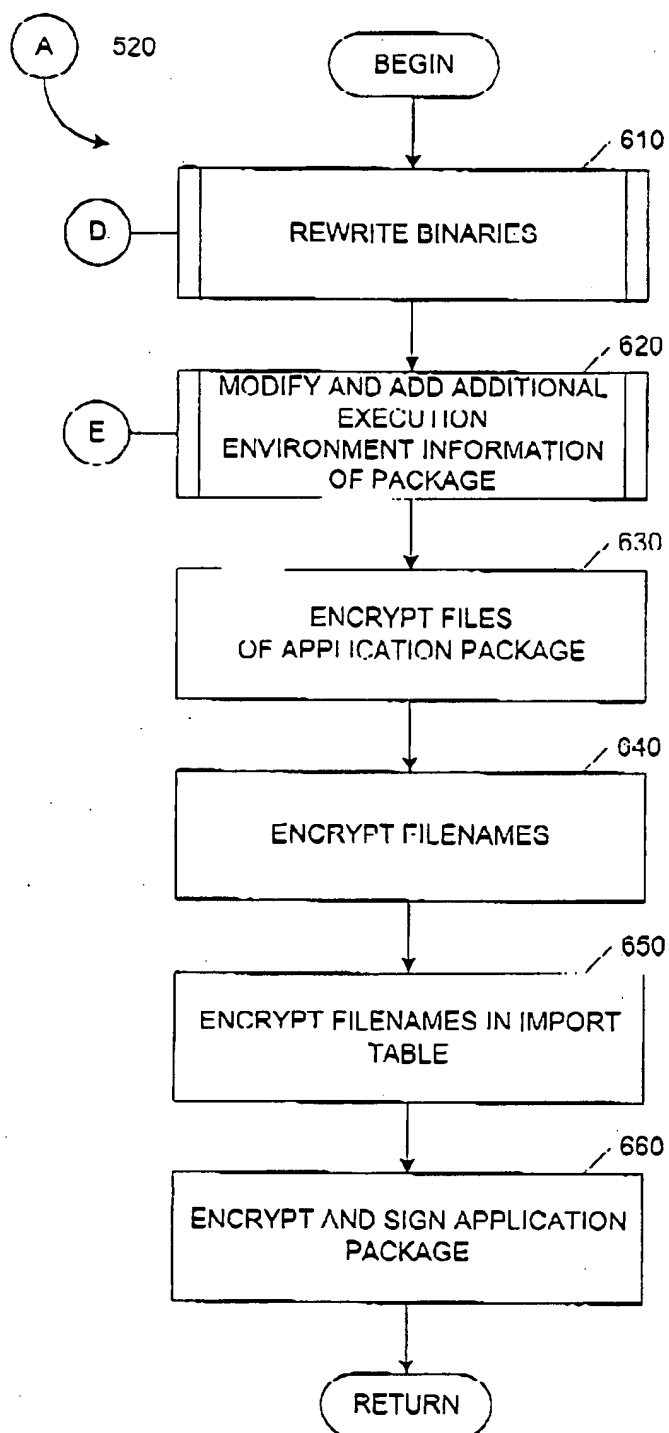 A 520
BEGIN
610
D
REWRITE BINARIES
620
E
MODIFY AND ADD ADDITIONAL
EXECUTION
ENVIRONMENT INFORMATION
OF PACKAGE
630
ENCRYPT FILES
OF APPLICATION PACKAGE
640
ENCRYPT FILENAMES
650
ENCRYPT FILENAMES IN IMPORT
TABLE
660
ENCRYPT AND SIGN APPLICATION
PACKAGE
RETURN